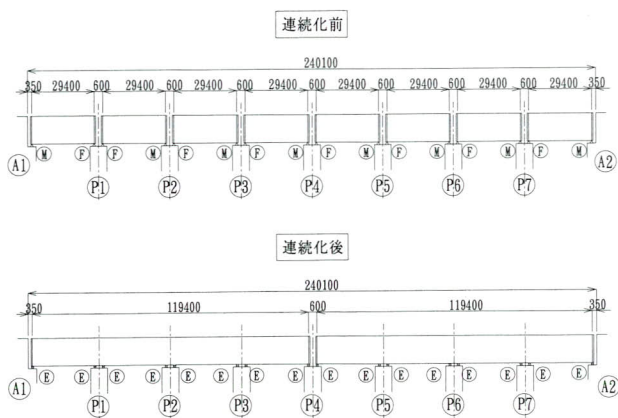 連続化前
240100
350 29400 600 29400 600 29400 600 29400 600 29400 600 29400 600 29400 600 29400 350
A1 M F F M F M F M F M F M F F M A2
P1 P2 P3 P4 P5 P6 P7
連続化後
240100
350 119400 600 119400 350
A1 E E E E E E E E E E E E E E E E A2
P1 P2 P3 P4 P5 P6 P7